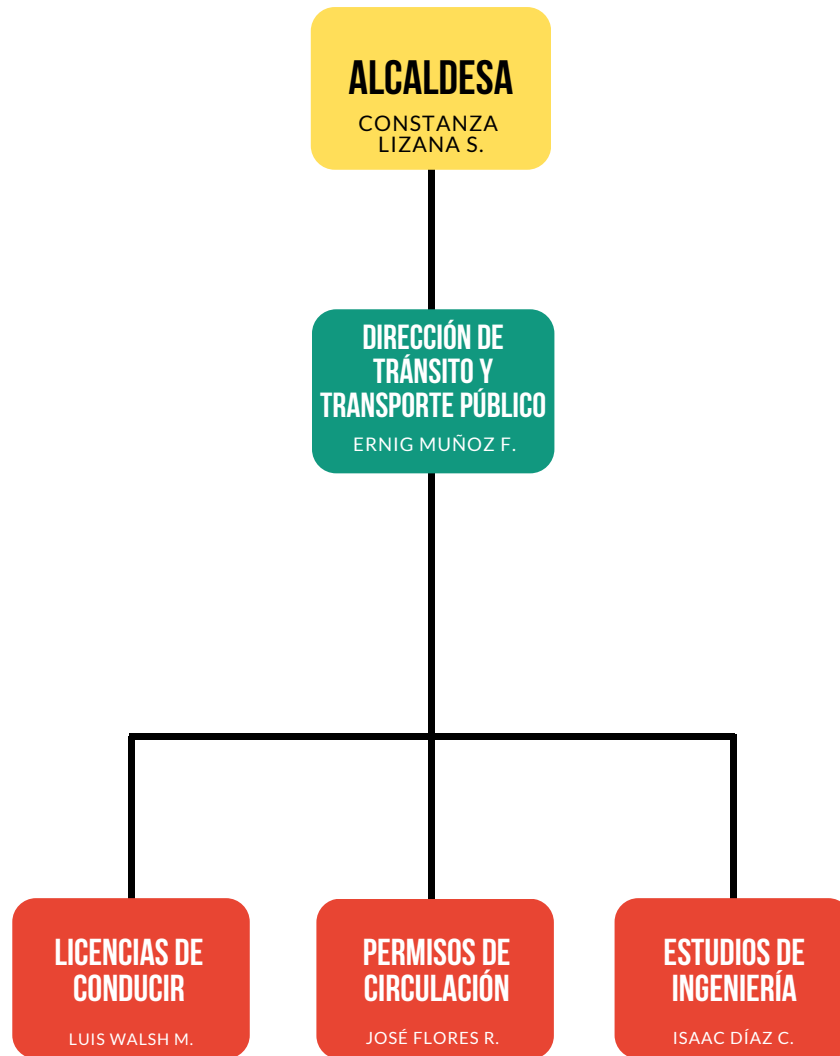 ALCALDESA
CONSTANZA
LIZANA S.
DIRECCIÓN DE
TRÁNSITO Y
TRANSPORTE PÚBLICO
ERNIG MUÑOZ F.
LICENCIAS DE
CONDUCIR
LUIS WALSH M.
PERMISOS DE
CIRCULACIÓN
JOSÉ FLORES R.
ESTUDIOS DE
INGENIERÍA
ISAAC DÍAZ C.